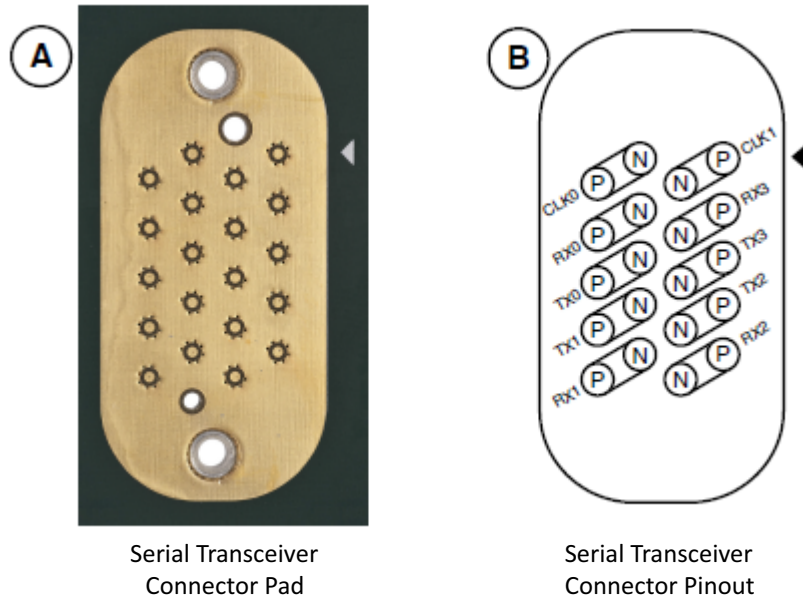 A
B
N
P
CLK1
CLK0
P
N
RX3
N
P
RX0
P
N
TX3
N
P
TX0
P
N
TX2
N
P
TX1
P
N
RX2
N
P
RX1
P
N
Serial Transceiver
Connector Pad
Serial Transceiver
Connector Pinout